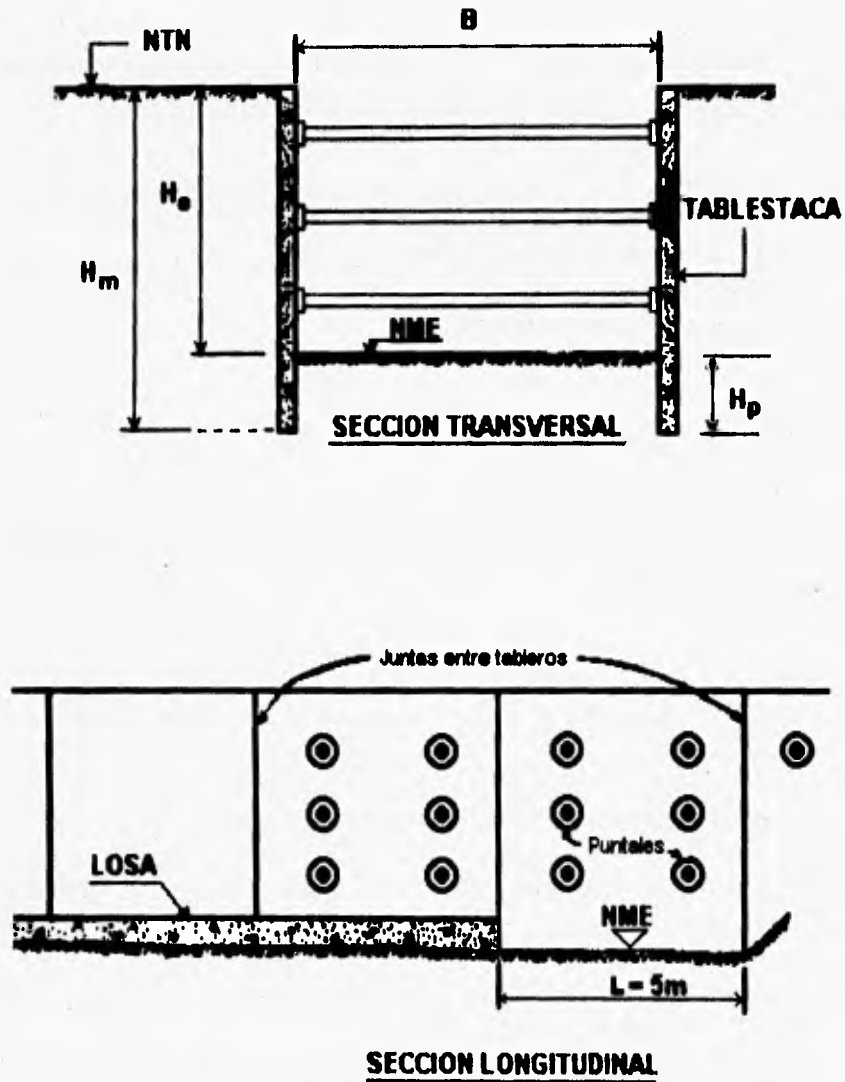 B
NTN
He
TABLESTACA
Hm
NME
Hp
SECCION TRANSVERSAL
Juntas entre tableros
Puntales
LOSA
NME
L = 5m
SECCION LONGITUDINAL